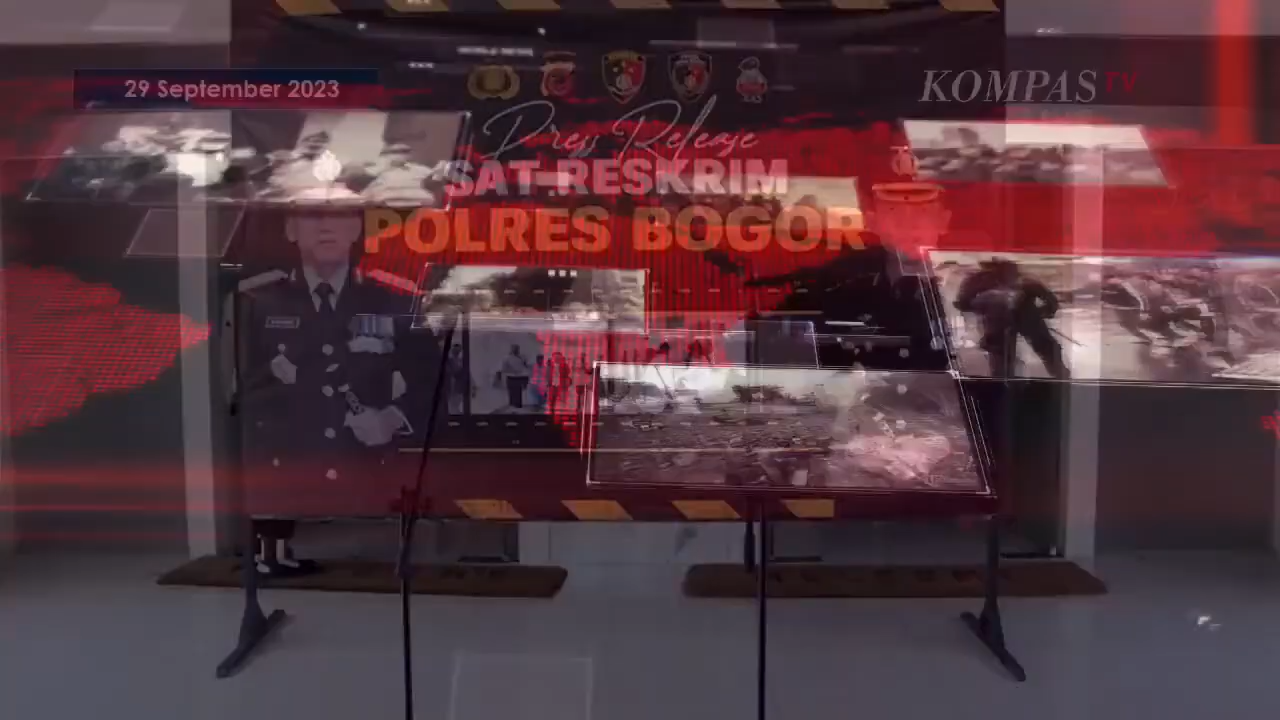 29 September 2023
KOMPAS TV
Press Release
SAT RESKRIM
POLRES BOGOR